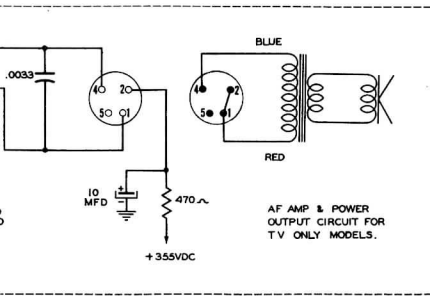 BLUE
.0033
4 2
5 1
4 2
5 1
RED
10
MFD
+
-
470 Ω
+355VDC
AF AMP & POWER
OUTPUT CIRCUIT FOR
TV ONLY MODELS.